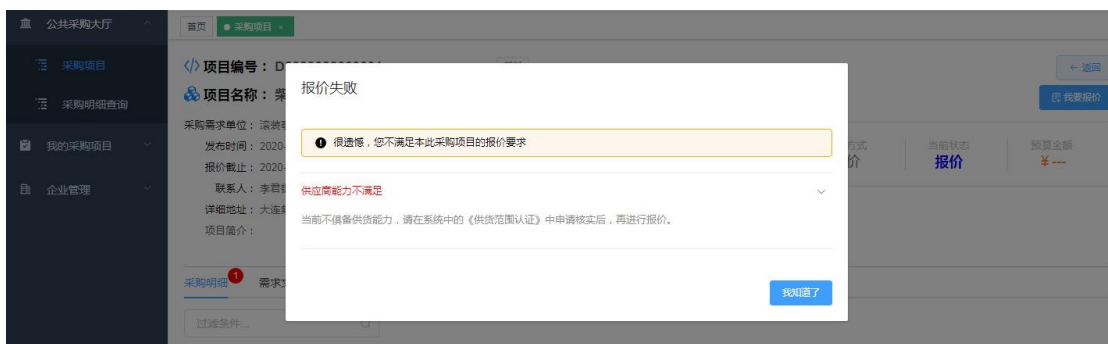 公共采购大厅
首页 采购项目 ×
采购项目
采购明细查询
我的采购项目
企业管理
项目编号：
项目名称：柴
← 返回
我要报价
采购需求单位：滚装
发布时间：2020-
报价截止：2020-
联系人：李君
详细地址：大连
项目简介：
当前状态
报价
预算金额
¥ ---
采购明细 1 需求
过滤条件...
报价失败
很遗憾，您不满足本此采购项目的报价要求
供应商能力不满足
当前不俱备供货能力，请在系统中的《供货范围认证》中申请核实后，再进行报价。
我知道了